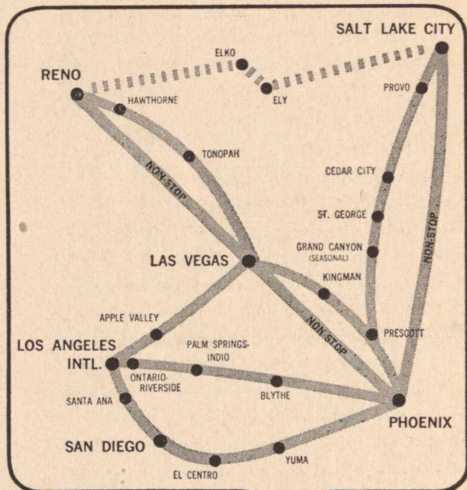 SALT LAKE CITY
ELKO
RENO
ELY
PROVO
HAWTHORNE
TONOPAH
NON-STOP
CEDAR CITY
ST. GEORGE
NON-STOP
GRAND CANYON
(SEASONAL)
LAS VEGAS
KINGMAN
APPLE VALLEY
NON STOP
PRESCOTT
LOS ANGELES
INTL.
PALM SPRINGS-
INDIO
ONTARIO-
RIVERSIDE
BLYTHE
SANTA ANA
PHOENIX
SAN DIEGO
YUMA
EL CENTRO